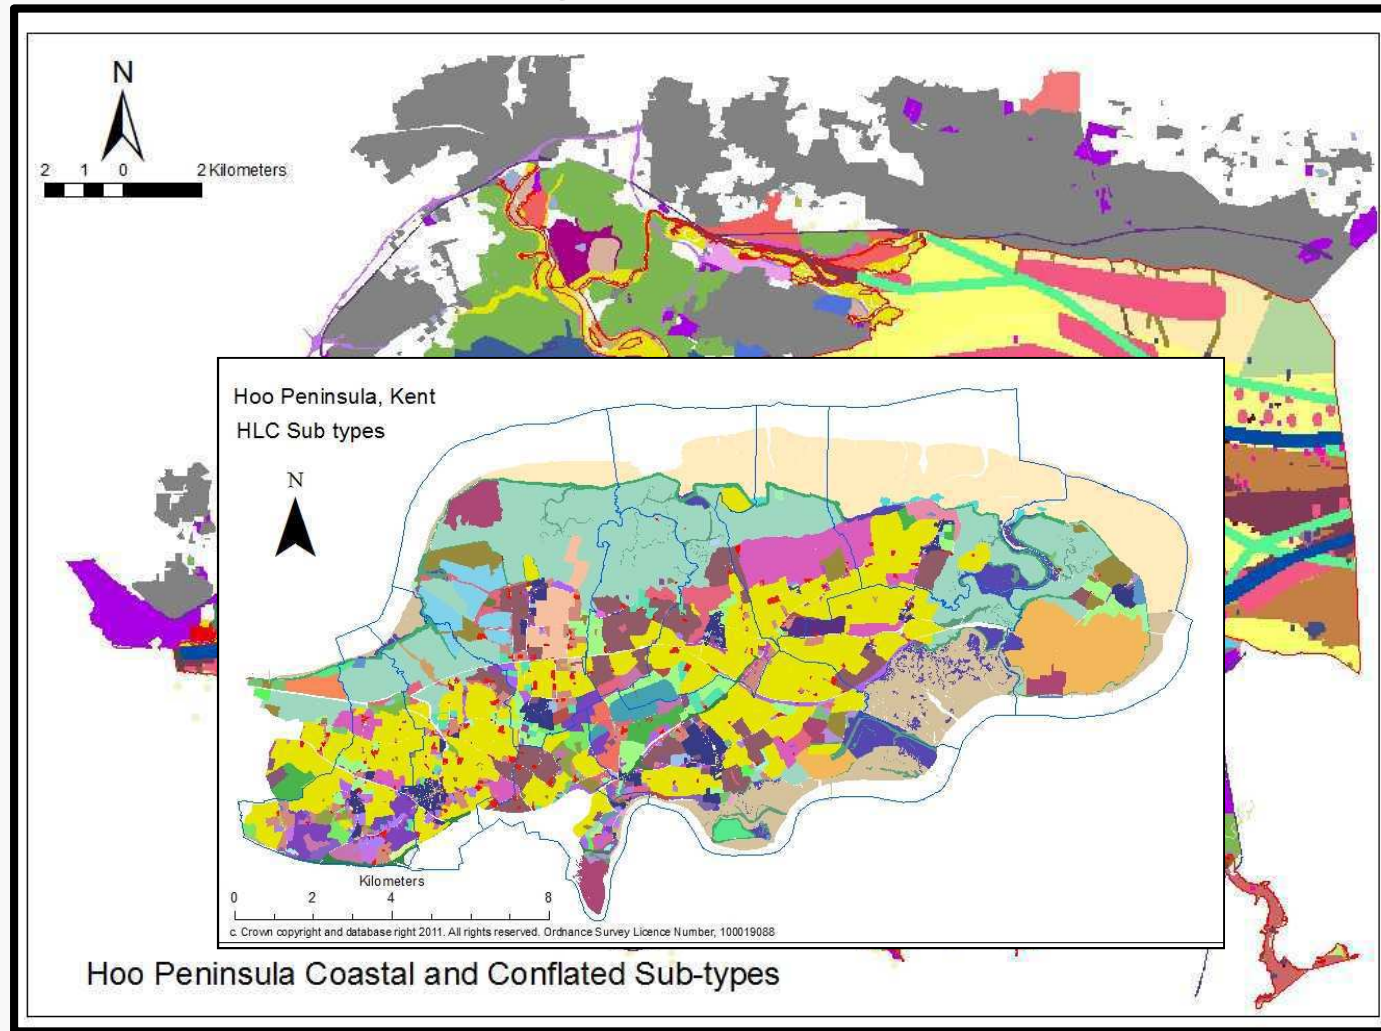 N
2 1 0 2 Kilometers
Hoo Peninsula, Kent
HLC Sub types
N
Kilometers
0 2 4 6 8
c. Crown copyright and database right 2011. All rights reserved. Ordnance Survey Licence Number, 100019088
Hoo Peninsula Coastal and Conflated Sub-types